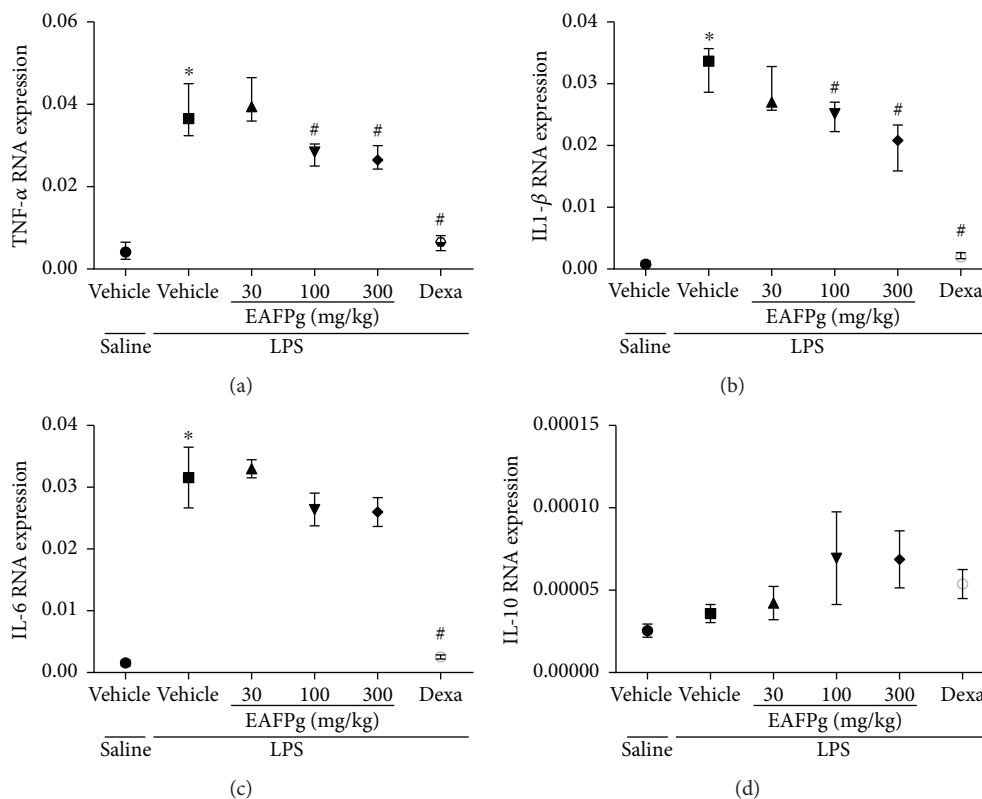 0.06
0.04
0.02
0.00
TNF-α RNA expression
*
#
#
#
Vehicle Vehicle 30 100 300 Dexa
EAFPg (mg/kg)
Saline LPS
(a)
0.04
0.03
0.02
0.01
0.00
IL1-β RNA expression
*
#
#
#
Vehicle Vehicle 30 100 300 Dexa
EAFPg (mg/kg)
Saline LPS
(b)
0.04
0.03
0.02
0.01
0.00
IL-6 RNA expression
*
#
Vehicle Vehicle 30 100 300 Dexa
EAFPg (mg/kg)
Saline LPS
(c)
0.00015
0.00010
0.00005
0.00000
IL-10 RNA expression
Vehicle Vehicle 30 100 300 Dexa
EAFPg (mg/kg)
Saline LPS
(d)